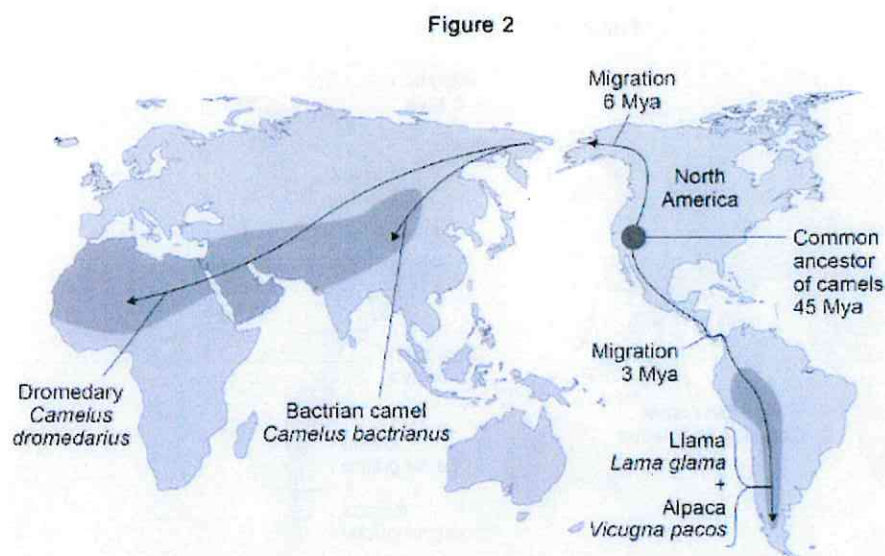 Figure 2
Migration
6 Mya
North
America
Common
ancestor
of camels
45 Mya
Migration
3 Mya
Dromedary
Camelus
dromedarius
Bactrian camel
Camelus bactrianus
Llama
Lama glama
+
Alpaca
Vicugna pacos